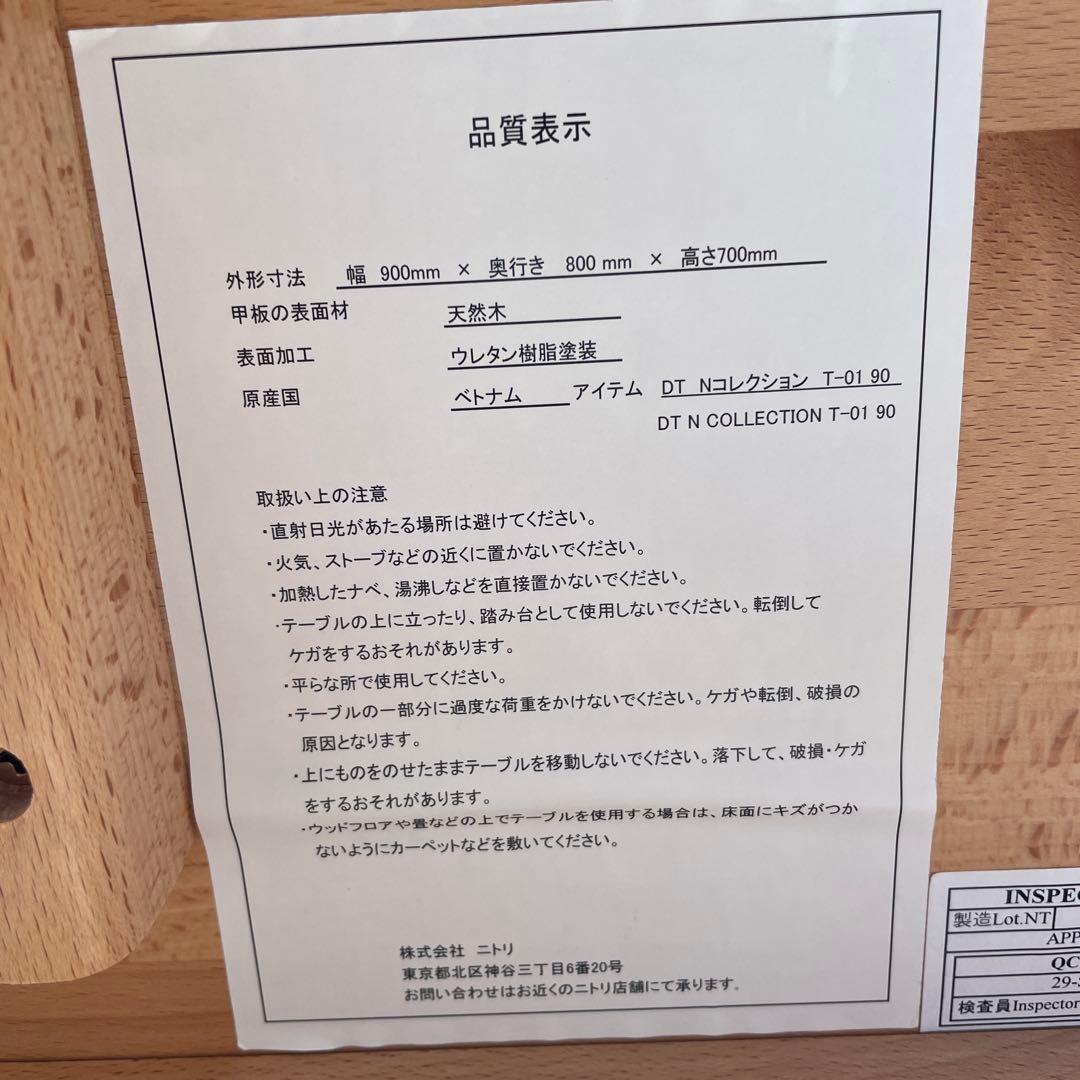 品質表示
外形寸法 幅 900mm × 奥行き 800 mm × 高さ700mm
甲板の表面材 天然木
表面加工 ウレタン樹脂塗装
原産国 ベトナム アイテム DT Nコレクション T-01 90
DT N COLLECTION T-01 90
取扱い上の注意
・直射日光があたる場所は避けてください。
・火気、ストーブなどの近くに置かないでください。
・加熱したナベ、湯沸しなどを直接置かないでください。
・テーブルの上に立ったり、踏み台として使用しないでください。転倒して
ケガをするおそれがあります。
・平らな所で使用してください。
・テーブルの一部分に過度な荷重をかけないでください。ケガや転倒、破損の
原因となります。
・上にものをのせたままテーブルを移動しないでください。落下して、破損・ケガ
をするおそれがあります。
・ウッドフロアや畳などの上でテーブルを使用する場合は、床面にキズがつか
ないようにカーペットなどを敷いてください。
株式会社 ニトリ
東京都北区神谷三丁目6番20号
お問い合わせはお近くのニトリ店舗にて承ります。
INSPE
製造Lot.NT
APP
QC
29-
検査員Inspector